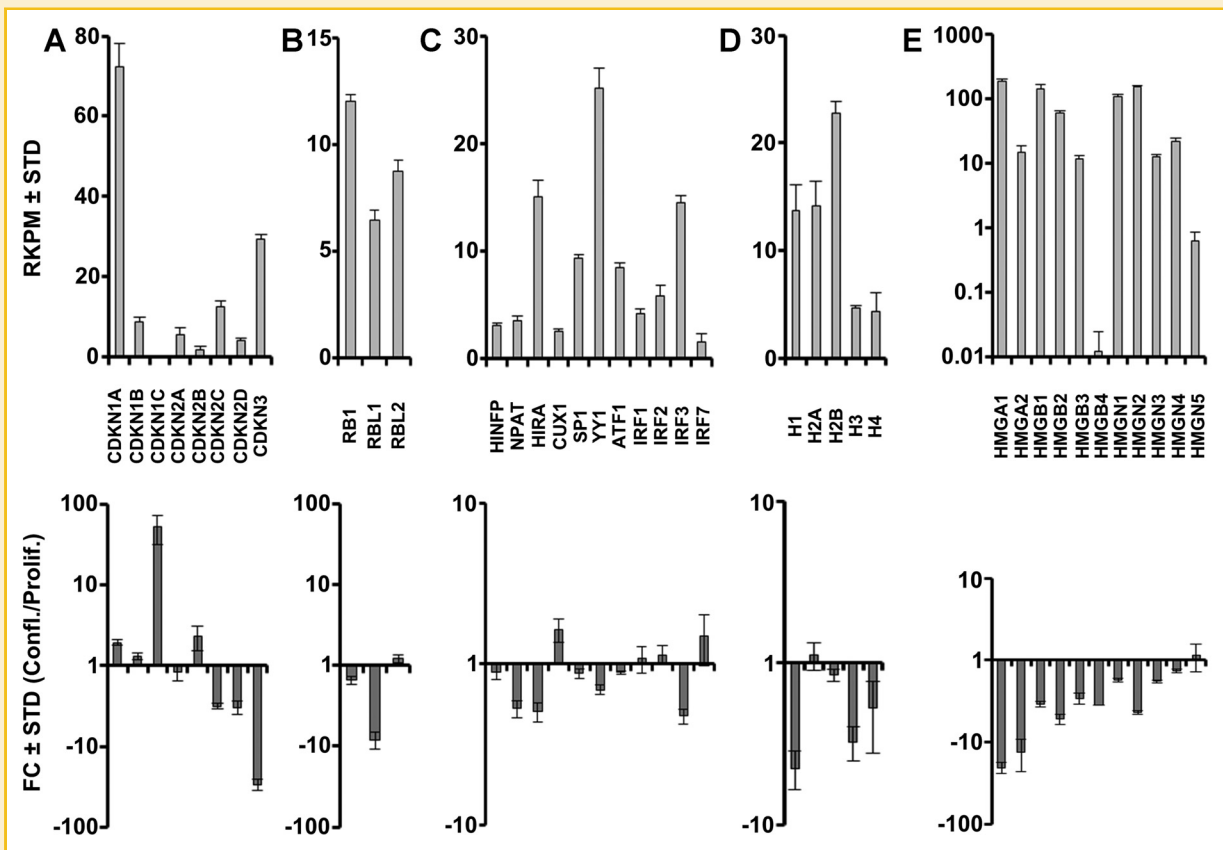 A
B
C
D
E
RKPM ± STD
80
60
40
20
0
15
10
5
0
30
20
10
0
30
20
10
0
1000
100
10
1
0.1
0.01
CDKN1A
CDKN1B
CDKN1C
CDKN2A
CDKN2B
CDKN2C
CDKN2D
CDKN3
RB1
RBL1
RBL2
HINFP
NPAT
HIRA
CUX1
SP1
YY1
ATF1
IRF1
IRF2
IRF3
IRF7
H1
H2A
H2B
H3
H4
HMGA1
HMGA2
HMGB1
HMGB2
HMGB3
HMGB4
HMGN1
HMGN2
HMGN3
HMGN4
HMGN5
FC ± STD (Confl./Prolif.)
100
10
1
-10
-100
100
10
1
-10
-100
10
1
-10
10
1
-10
10
1
-10
-100